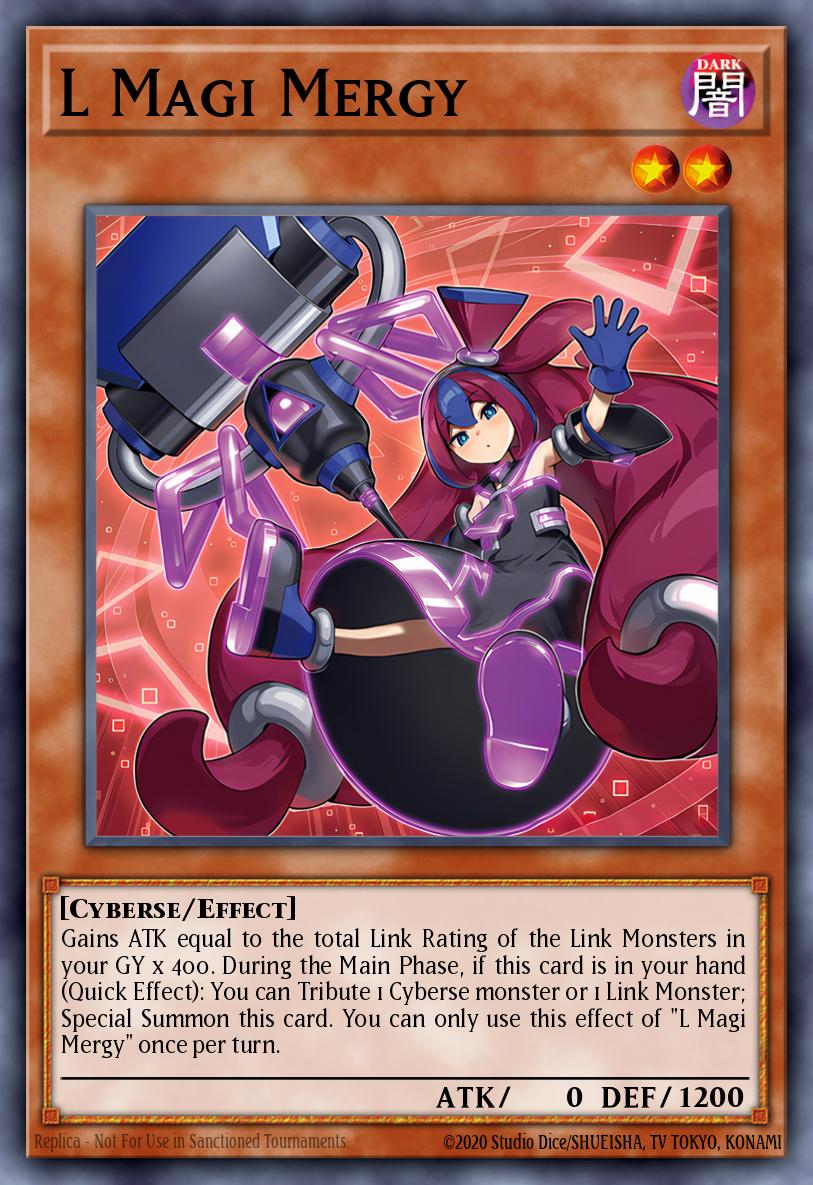 L Magi Mergy
DARK
闇
[Cyberse/Effect]
Gains ATK equal to the total Link Rating of the Link Monsters in
your GY x 400. During the Main Phase, if this card is in your hand
(Quick Effect): You can Tribute 1 Cyberse monster or 1 Link Monster;
Special Summon this card. You can only use this effect of "L Magi
Mergy" once per turn.
ATK/ 0 DEF/1200
Replica - Not For Use in Sanctioned Tournaments. ©2020 Studio Dice/SHUEISHA, TV TOKYO, KONAMI